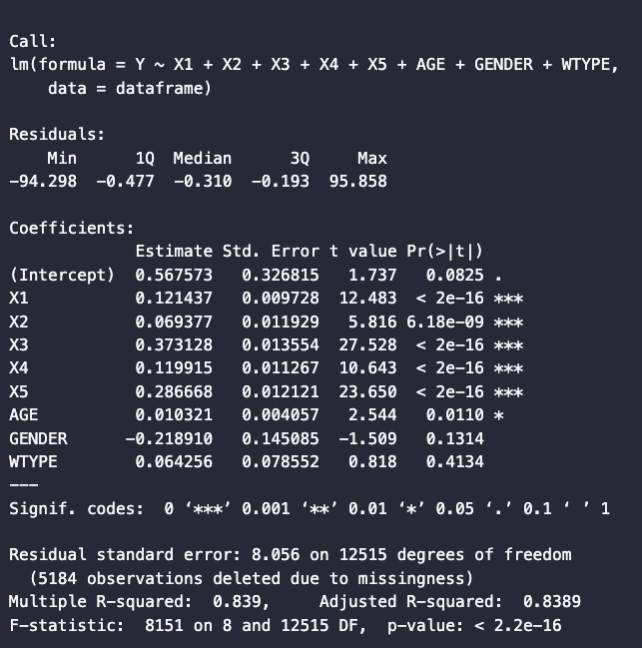 Call:
lm(formula = Y ~ X1 + X2 + X3 + X4 + X5 + AGE + GENDER + WTYPE,
    data = dataframe)
Residuals:
    Min      1Q  Median      3Q     Max
-94.298  -0.477  -0.310  -0.193  95.858
Coefficients:
             Estimate Std. Error t value Pr(>|t|)
(Intercept)  0.567573   0.326815   1.737   0.0825 .
X1           0.121437   0.009728  12.483  < 2e-16 ***
X2           0.069377   0.011929   5.816 6.18e-09 ***
X3           0.373128   0.013554  27.528  < 2e-16 ***
X4           0.119915   0.011267  10.643  < 2e-16 ***
X5           0.286668   0.012121  23.650  < 2e-16 ***
AGE          0.010321   0.004057   2.544   0.0110 *
GENDER      -0.218910   0.145085  -1.509   0.1314
WTYPE        0.064256   0.078552   0.818   0.4134
---
Signif. codes:  0 ‘***’ 0.001 ‘**’ 0.01 ‘*’ 0.05 ‘.’ 0.1 ‘ ’ 1
Residual standard error: 8.056 on 12515 degrees of freedom
  (5184 observations deleted due to missingness)
Multiple R-squared:  0.839,     Adjusted R-squared:  0.8389
F-statistic:  8151 on 8 and 12515 DF,  p-value: < 2.2e-16